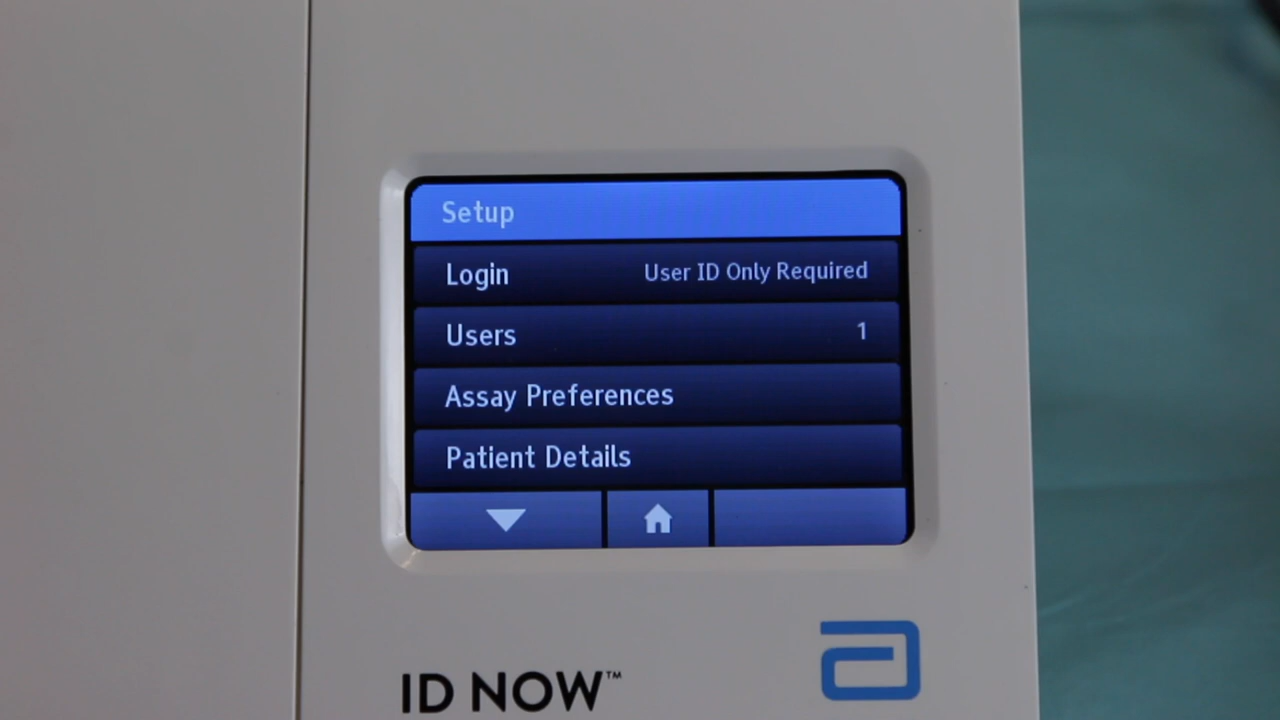 Setup
Login User ID Only Required
Users 1
Assay Preferences
Patient Details
ID NOW™